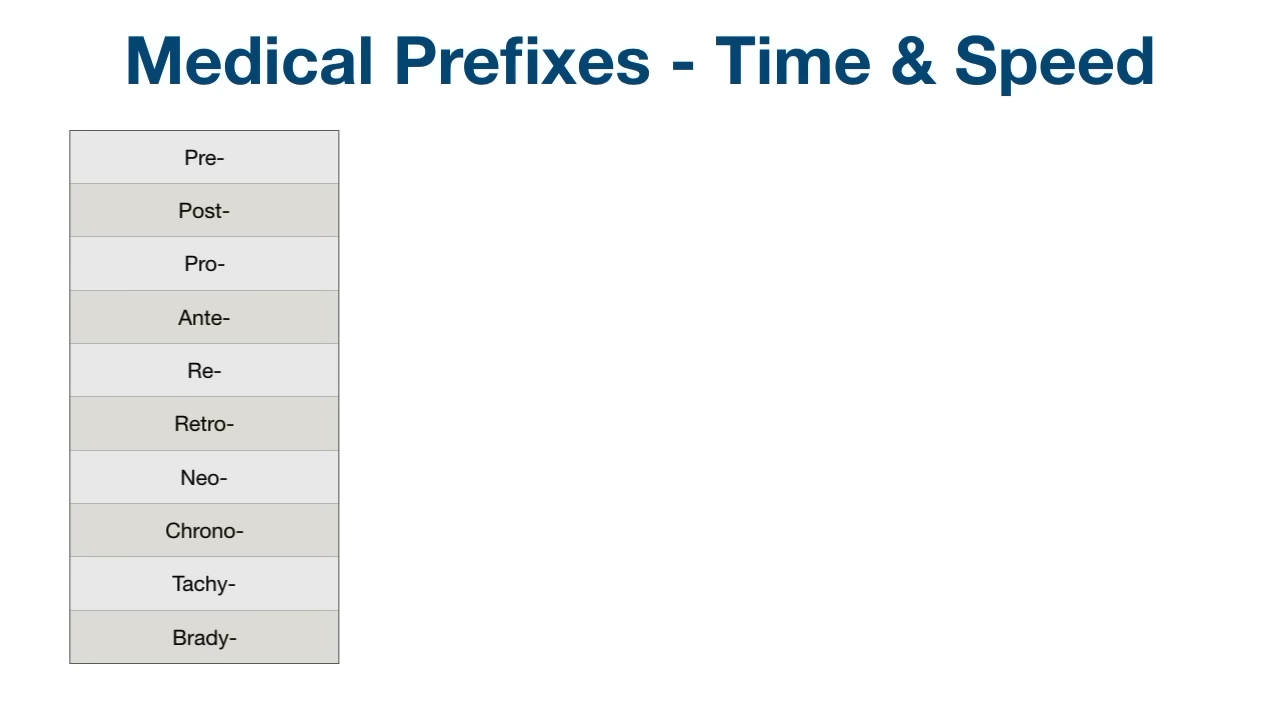 Medical Prefixes - Time & Speed
Pre-
Post-
Pro-
Ante-
Re-
Retro-
Neo-
Chrono-
Tachy-
Brady-